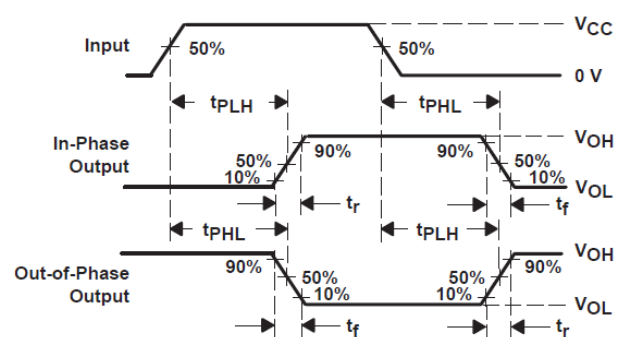 Input
50%
50%
VCC
0 V
tPLH
tPHL
In-Phase
Output
50%
10%
90%
90%
50%
10%
VOH
VOL
tr
tf
tPHL
tPLH
Out-of-Phase
Output
90%
50%
10%
50%
10%
90%
VOH
VOL
tf
tr